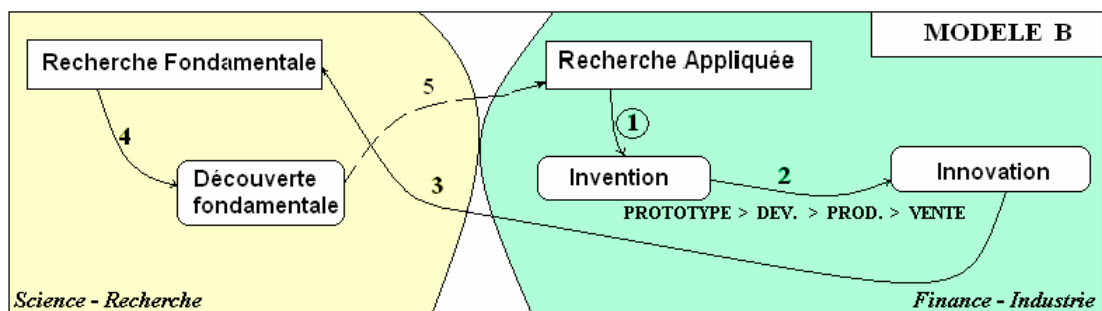 MODELE B
Recherche Fondamentale
Recherche Appliquée
5
1
4
Découverte
fondamentale
3
Invention
2
Innovation
PROTOTYPE > DEV. > PROD. > VENTE
Science - Recherche
Finance - Industrie